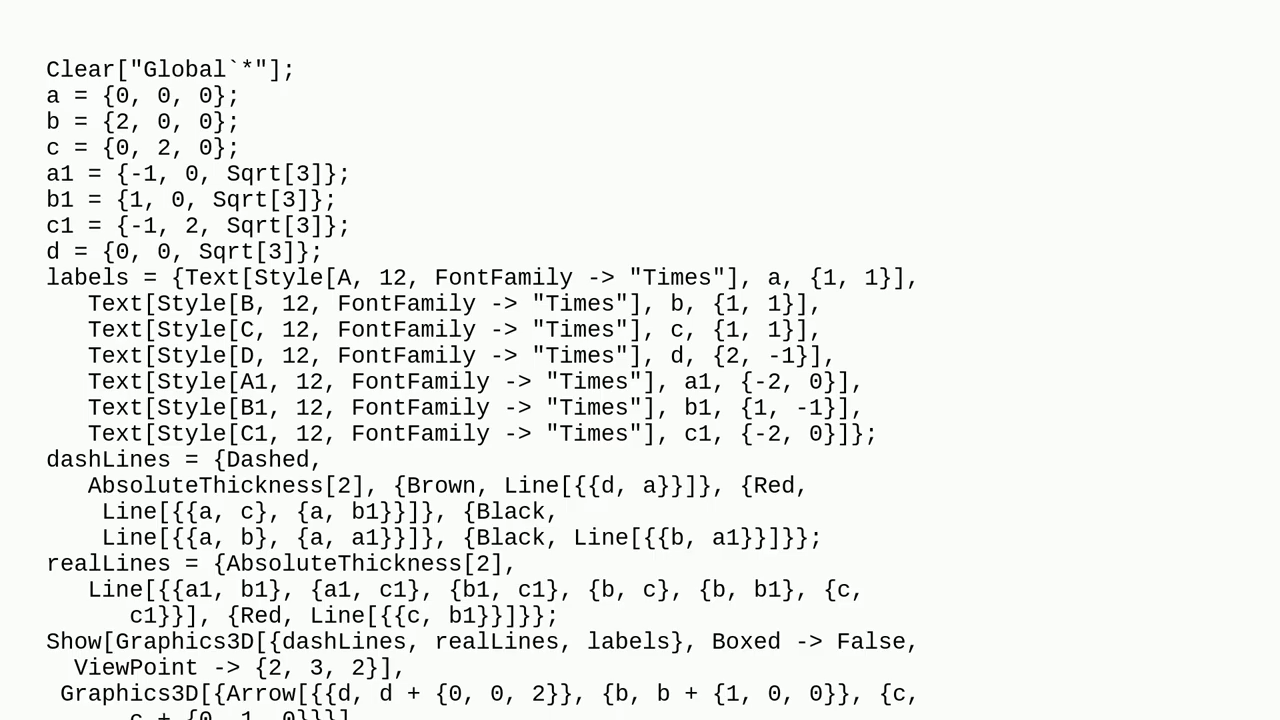 Clear["Global`*"];
a = {0, 0, 0};
b = {2, 0, 0};
c = {0, 2, 0};
a1 = {-1, 0, Sqrt[3]};
b1 = {1, 0, Sqrt[3]};
c1 = {-1, 2, Sqrt[3]};
d = {0, 0, Sqrt[3]};
labels = {Text[Style[A, 12, FontFamily -> "Times"], a, {1, 1}],
   Text[Style[B, 12, FontFamily -> "Times"], b, {1, 1}],
   Text[Style[C, 12, FontFamily -> "Times"], c, {1, 1}],
   Text[Style[D, 12, FontFamily -> "Times"], d, {2, -1}],
   Text[Style[A1, 12, FontFamily -> "Times"], a1, {-2, 0}],
   Text[Style[B1, 12, FontFamily -> "Times"], b1, {1, -1}],
   Text[Style[C1, 12, FontFamily -> "Times"], c1, {-2, 0}]};
dashLines = {Dashed,
   AbsoluteThickness[2], {Brown, Line[{{d, a}}]}, {Red,
    Line[{{a, c}, {a, b1}}]}, {Black,
    Line[{{a, b}, {a, a1}}]}, {Black, Line[{{b, a1}}]}};
realLines = {AbsoluteThickness[2],
   Line[{{a1, b1}, {a1, c1}, {b1, c1}, {b, c}, {b, b1}, {c,
      c1}}], {Red, Line[{{c, b1}}]}};
Show[Graphics3D[{dashLines, realLines, labels}, Boxed -> False,
  ViewPoint -> {2, 3, 2}],
 Graphics3D[{Arrow[{{d, d + {0, 0, 2}}, {b, b + {1, 0, 0}}, {c,
      c + {0, 1, 0}}}]